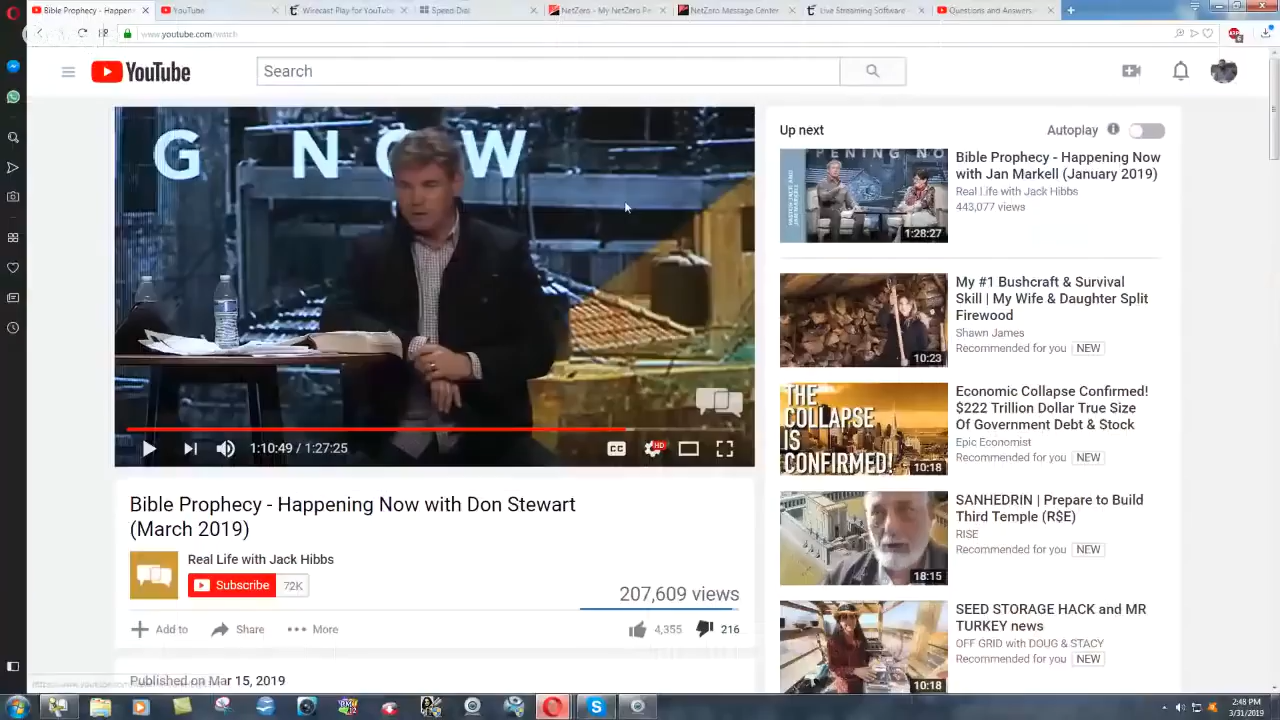 Bible Prophecy - Happen
YouTube
Wirecast Play for YouTube
Speed Dial
NetZero - My NetZero Pe
NetZero Message Center
Live Streaming Software
Questions and Answers
www.youtube.com/watch
YouTube
Search
G NOW
Up next
Autoplay
Bible Prophecy - Happening Now
with Jan Markell (January 2019)
Real Life with Jack Hibbs
443,077 views
1:28:27
My #1 Bushcraft & Survival
Skill | My Wife & Daughter Split
Firewood
Shawn James
Recommended for you NEW
10:23
THE
COLLAPSE
IS
CONFIRMED!
10:18
Economic Collapse Confirmed!
$222 Trillion Dollar True Size
Of Government Debt & Stock
Epic Economist
Recommended for you NEW
SANHEDRIN | Prepare to Build
Third Temple (R$E)
RISE
Recommended for you NEW
18:15
SEED STORAGE HACK and MR
TURKEY news
OFF GRID with DOUG & STACY
Recommended for you NEW
10:18
1:10:49 / 1:27:25
CC
HD
Bible Prophecy - Happening Now with Don Stewart
(March 2019)
Real Life with Jack Hibbs
Subscribe 72K
207,609 views
Add to Share More 4,355 216
Published on Mar 15, 2019
2:48 PM
3/31/2019